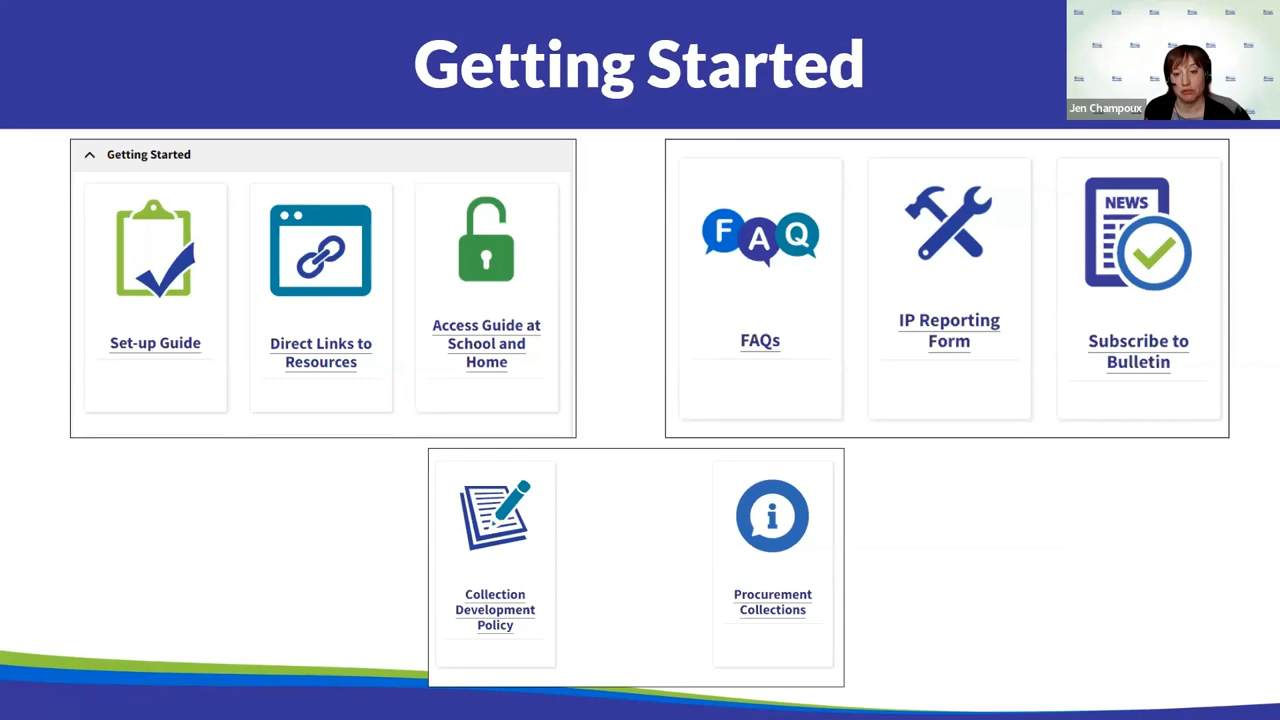 Getting Started
Jen Champoux
Getting Started
Set-up Guide
Direct Links to
Resources
Access Guide at
School and
Home
F A Q
FAQs
IP Reporting
Form
NEWS
Subscribe to
Bulletin
Collection
Development
Policy
i
Procurement
Collections